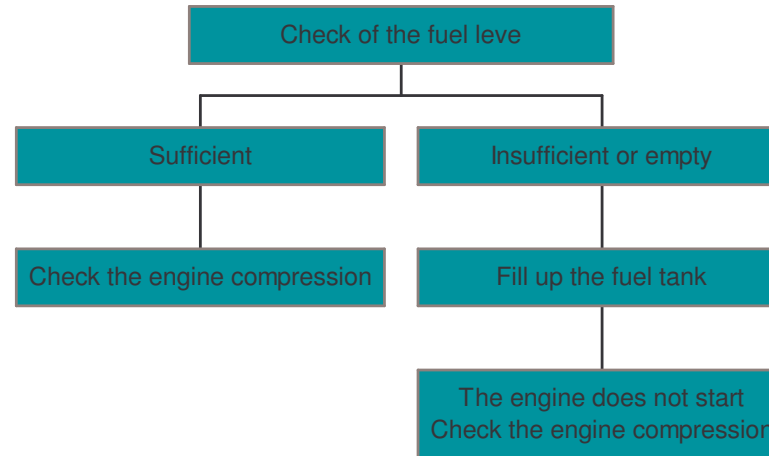 Check of the fuel leve
Sufficient
Insufficient or empty
Check the engine compression
Fill up the fuel tank
The engine does not start
Check the engine compression